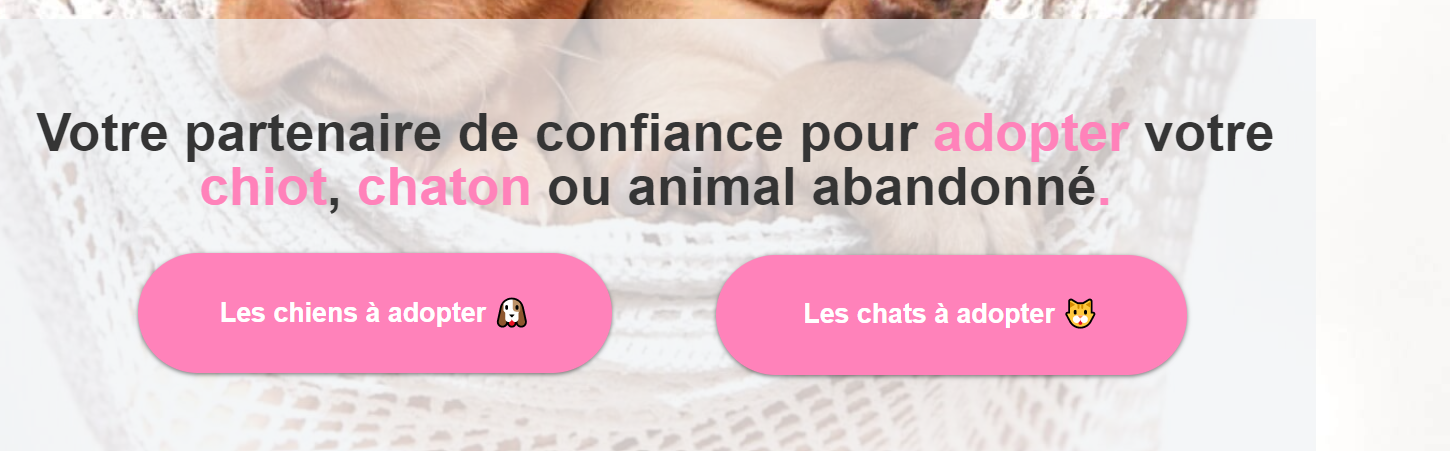 Votre partenaire de confiance pour adopter votre
chiot, chaton ou animal abandonné.
Les chiens à adopter 🐶
Les chats à adopter 🐱